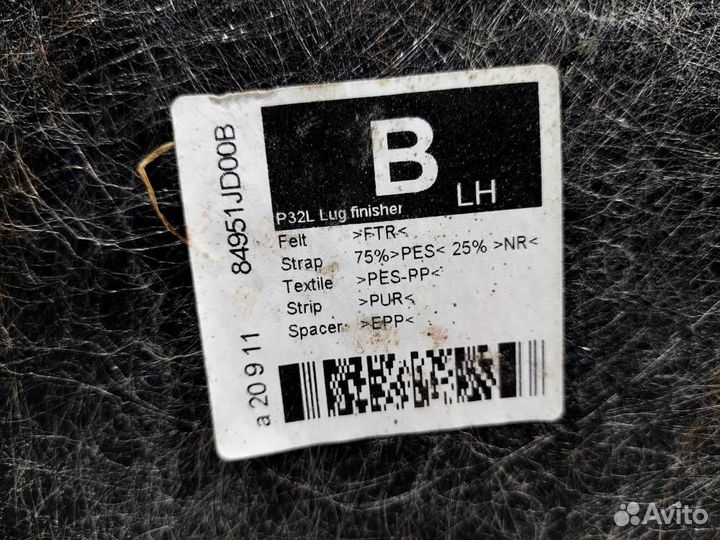 B
LH
P32L Lug finisher
Felt >FTR<
Strap 75%>PES< 25% >NR<
Textile >PES-PP<
Strip >PUR<
Spacer >EPP<
84951JD00B
a 20 9 11
Avito